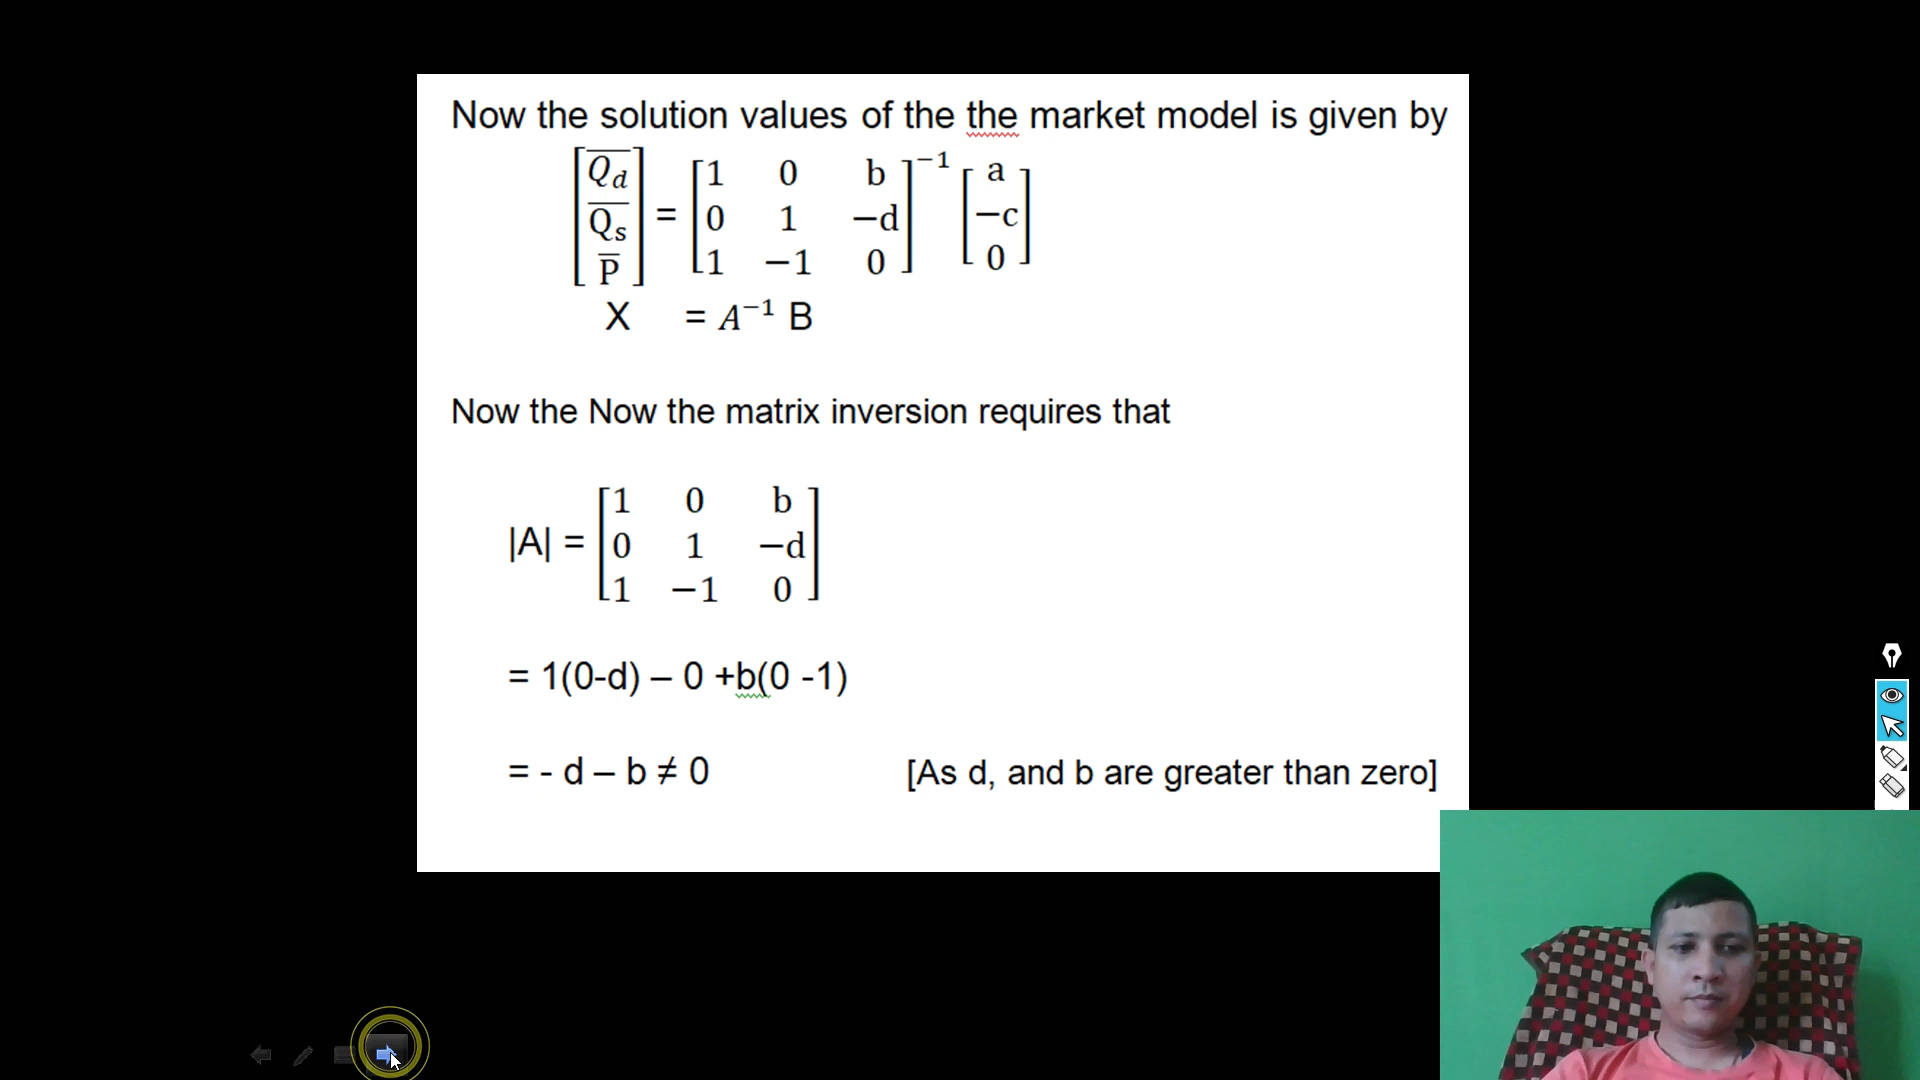 Now the solution values of the the market model is given by
[Q̅d Q̅s P̅] = [1 0 b
0 1 −d
1 −1 0]⁻¹ [a −c 0]
X = A⁻¹ B
Now the Now the matrix inversion requires that
|A| = [1 0 b
0 1 −d
1 −1 0]
= 1(0-d) – 0 +b(0 -1)
= - d – b ≠ 0 [As d, and b are greater than zero]